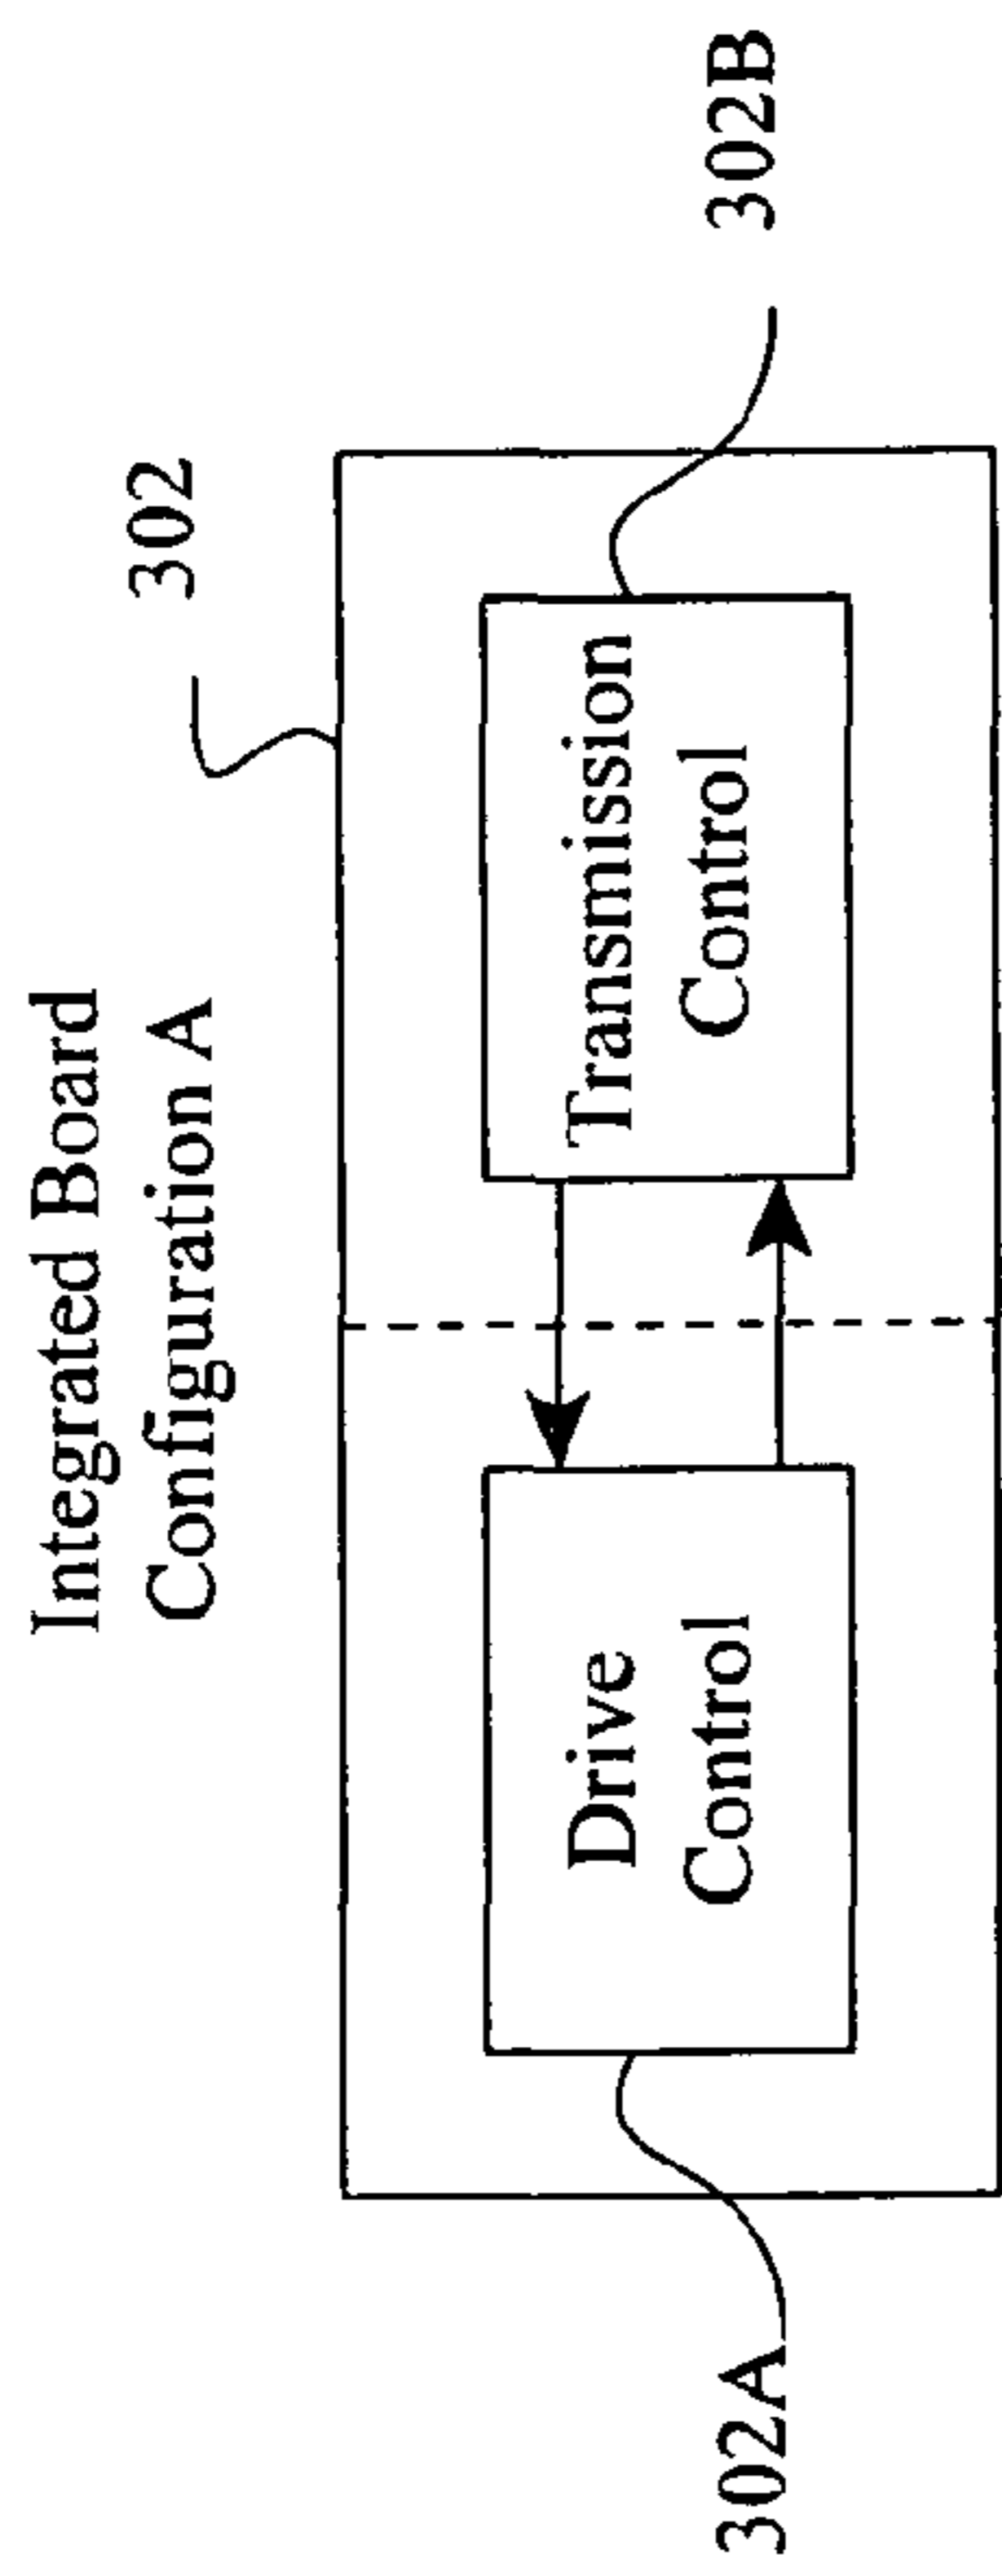 Integrated Board
Configuration A
302
Drive
Control
Transmission
Control
302A
302B